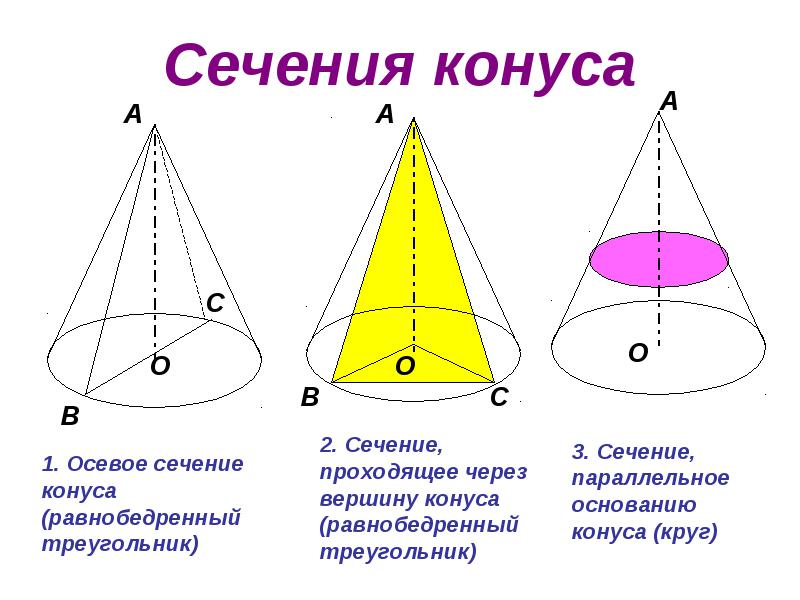 Сечения конуса
A
C
O
B
A
O
B
C
A
O
1. Осевое сечение
конуса
(равнобедренный
треугольник)
2. Сечение,
проходящее через
вершину конуса
(равнобедренный
треугольник)
3. Сечение,
параллельное
основанию
конуса (круг)